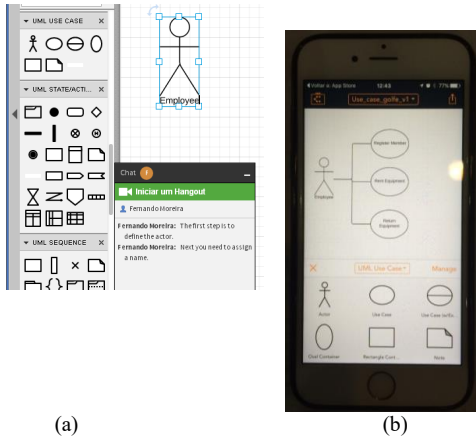 UML USE CASE
UML STATE/ACTI...
UML SEQUENCE
Employee
Chat
Iniciar um Hangout
Fernando Moreira
Fernando Moreira: The first step is to
define the actor.
Fernando Moreira: Next you need to assign
a name.
(a)
Voltar à App Store 12:43 77%
Use_case_golfe_v1
Register Member
Employee
Rent Equipment
Return
Equipment
UML Use Case
Manage
Actor
Use Case
Oval Container
Rectangle Cont...
Note
(b)